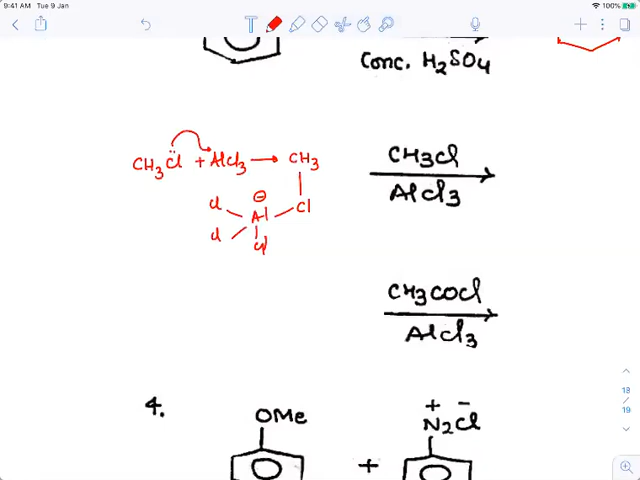 9:41 AM Tue 9 Jan
100%
T
Conc. H2SO4
CH3Cl + AlCl3 → CH3
Cl
Cl
Al
⊖
Cl
Cl
Cl
CH3Cl
AlCl3
CH3COCl
AlCl3
18
/
19
4.
OMe
+
N2Cl
+
−